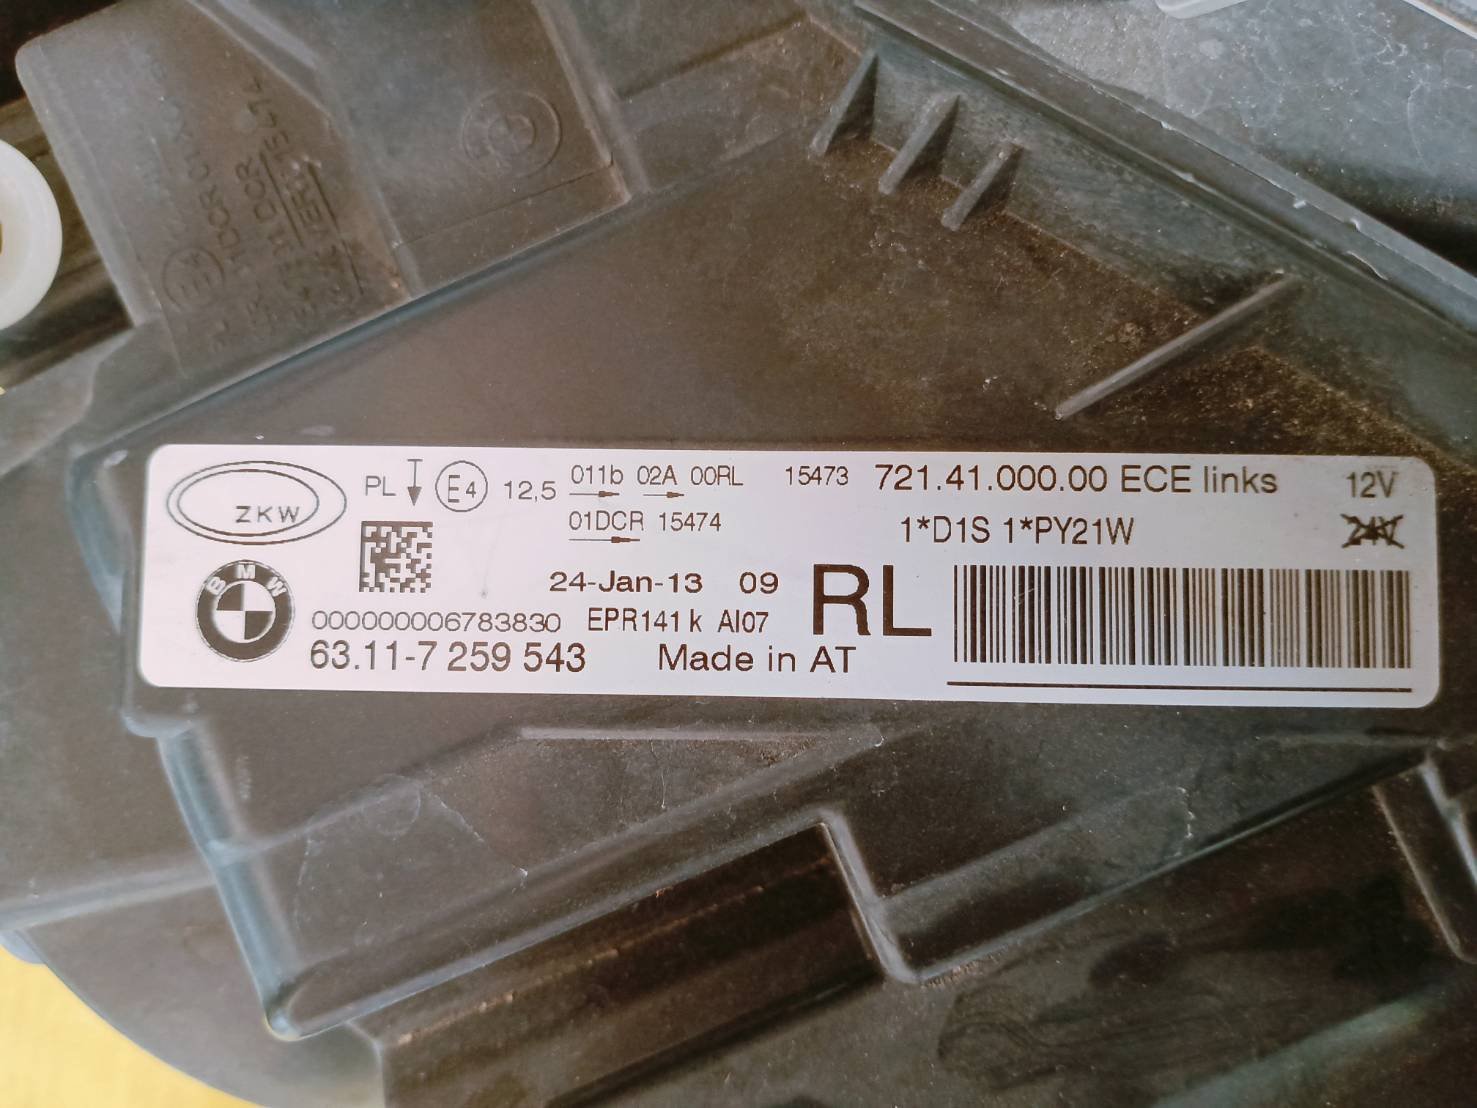 ZKW PL E4 12,5 011b 02A 00RL 15473 721.41.000.00 ECE links 12V
01DCR 15474 1*D1S 1*PY21W 24V
BMW 24-Jan-13 09 RL
000000006783830 EPR141 k AI07
63.11-7 259 543 Made in AT